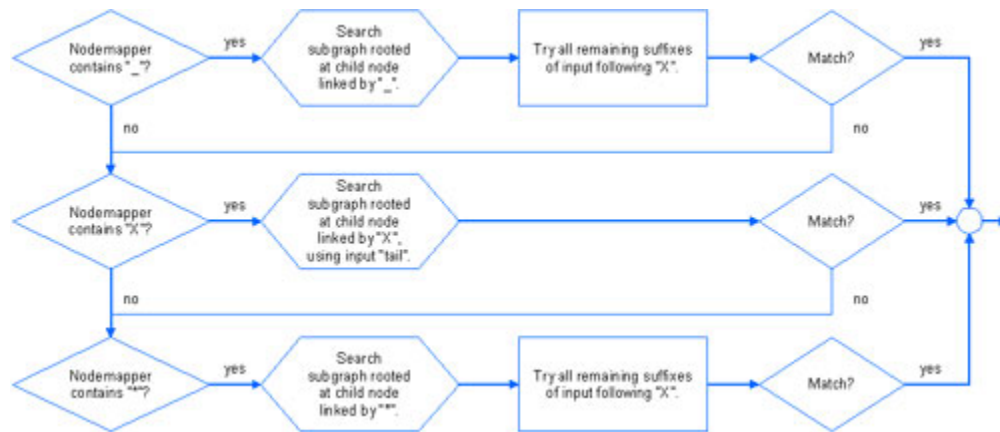 Nodemapper
contains "_"?
yes
Search
subgraph rooted
at child node
linked by "_".
Try all remaining suffixes
of input following "X".
Match?
yes
no
no
Nodemapper
contains "X"?
yes
Search
subgraph rooted
at child node
linked by "X",
using input "tail".
Match?
yes
no
no
Nodemapper
contains "*"?
yes
Search
subgraph rooted
at child node
linked by "*".
Try all remaining suffixes
of input following "X".
Match?
yes